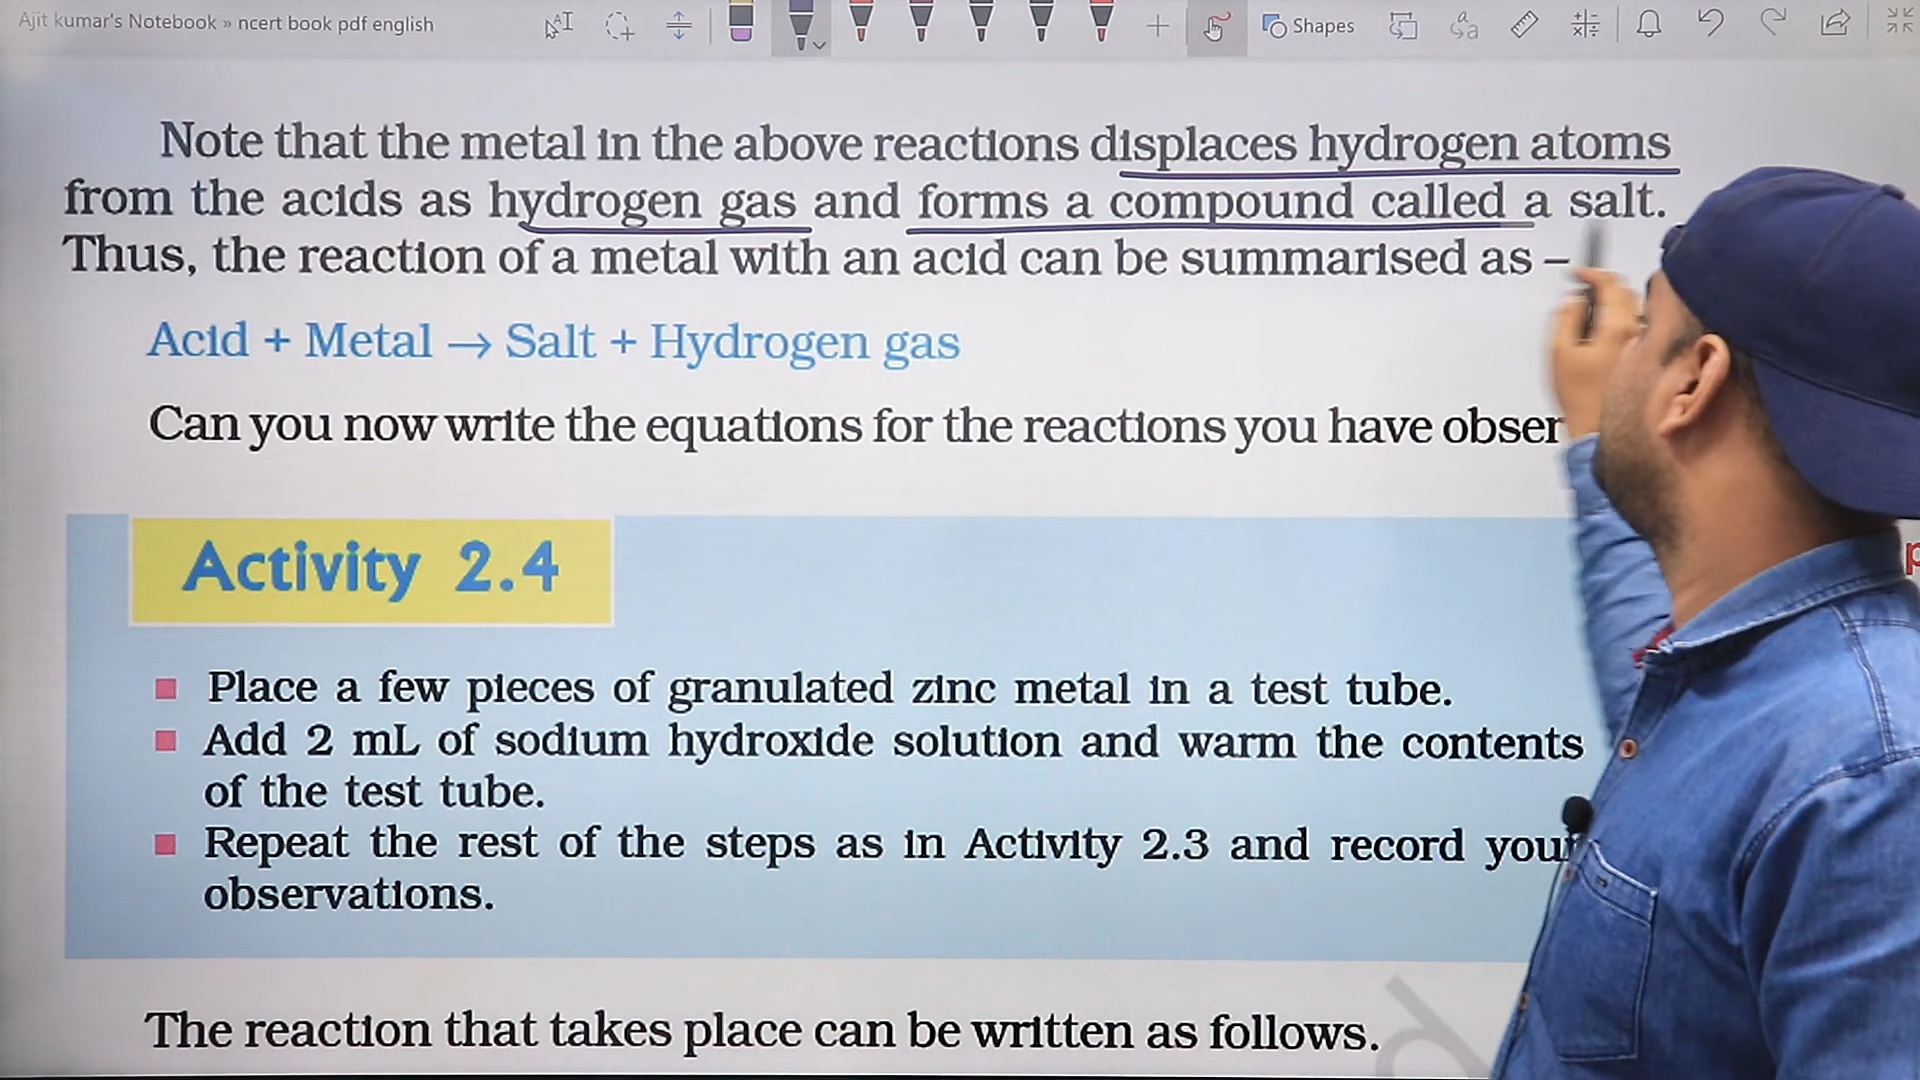 Ajit kumar's Notebook » ncert book pdf english
Shapes
Note that the metal in the above reactions displaces hydrogen atoms
from the acids as hydrogen gas and forms a compound called a salt.
Thus, the reaction of a metal with an acid can be summarised as –
Acid + Metal → Salt + Hydrogen gas
Can you now write the equations for the reactions you have obser
Activity 2.4
■ Place a few pieces of granulated zinc metal in a test tube.
■ Add 2 mL of sodium hydroxide solution and warm the contents
of the test tube.
■ Repeat the rest of the steps as in Activity 2.3 and record your
observations.
The reaction that takes place can be written as follows.